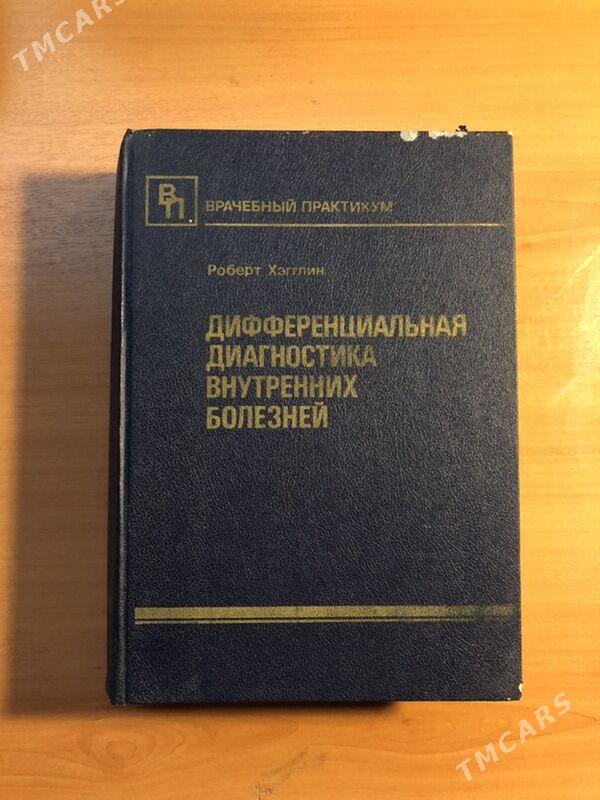 TMCARS
ВП
ВРАЧЕБНЫЙ ПРАКТИКУМ
Роберт Хэгглин
ДИФФЕРЕНЦИАЛЬНАЯ
ДИАГНОСТИКА
ВНУТРЕННИХ
БОЛЕЗНЕЙ
TMCARS